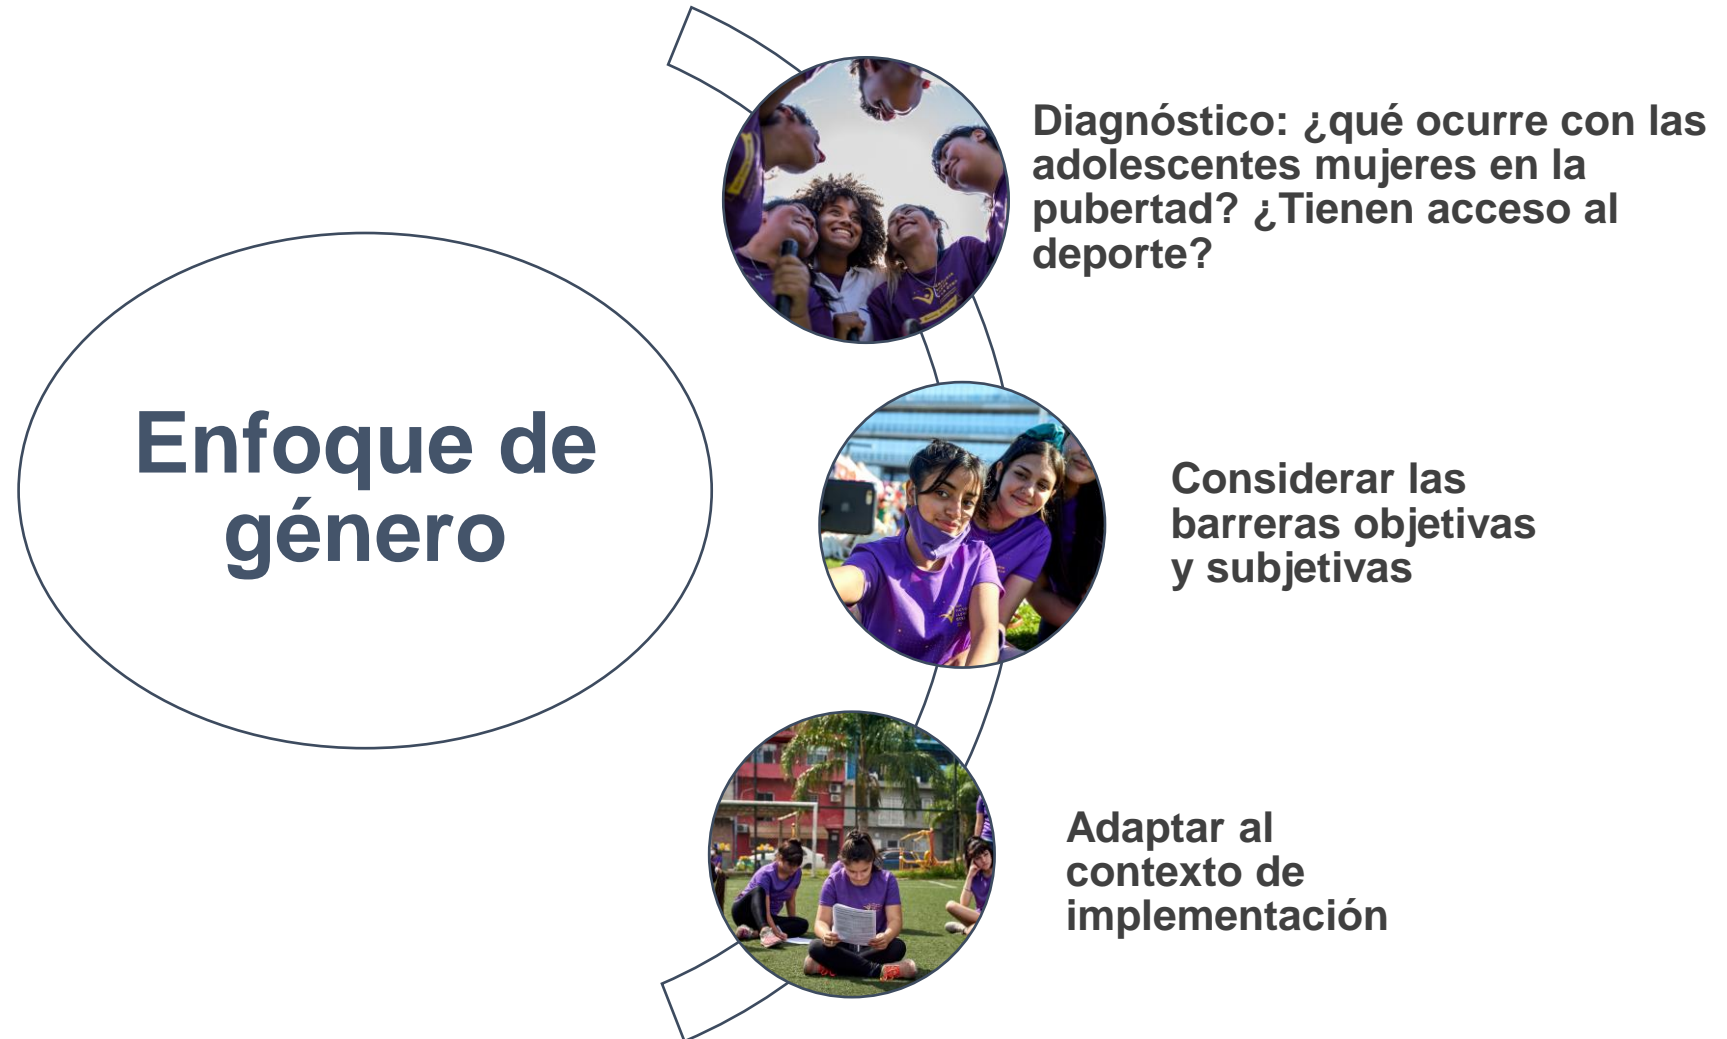 Enfoque de
género
Diagnóstico: ¿qué ocurre con las
adolescentes mujeres en la
pubertad? ¿Tienen acceso al
deporte?
Considerar las
barreras objetivas
y subjetivas
Adaptar al
contexto de
implementación